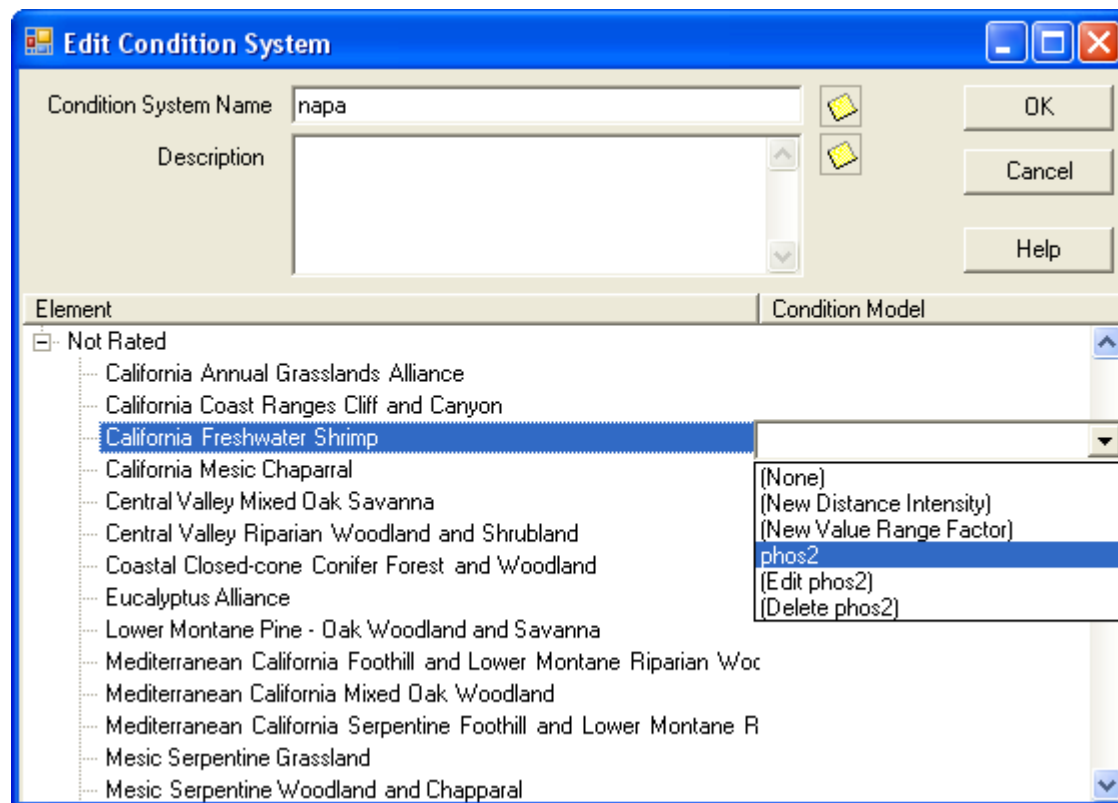 Edit Condition System
Condition System Name napa OK
Description Cancel
Help
Element Condition Model
Not Rated
California Annual Grasslands Alliance
California Coast Ranges Cliff and Canyon
California Freshwater Shrimp
California Mesic Chaparral
Central Valley Mixed Oak Savanna
Central Valley Riparian Woodland and Shrubland
Coastal Closed-cone Conifer Forest and Woodland
Eucalyptus Alliance
Lower Montane Pine - Oak Woodland and Savanna
Mediterranean California Foothill and Lower Montane Riparian Woo
Mediterranean California Mixed Oak Woodland
Mediterranean California Serpentine Foothill and Lower Montane R
Mesic Serpentine Grassland
Mesic Serpentine Woodland and Chapparal
(None)
(New Distance Intensity)
(New Value Range Factor)
phos2
(Edit phos2)
(Delete phos2)